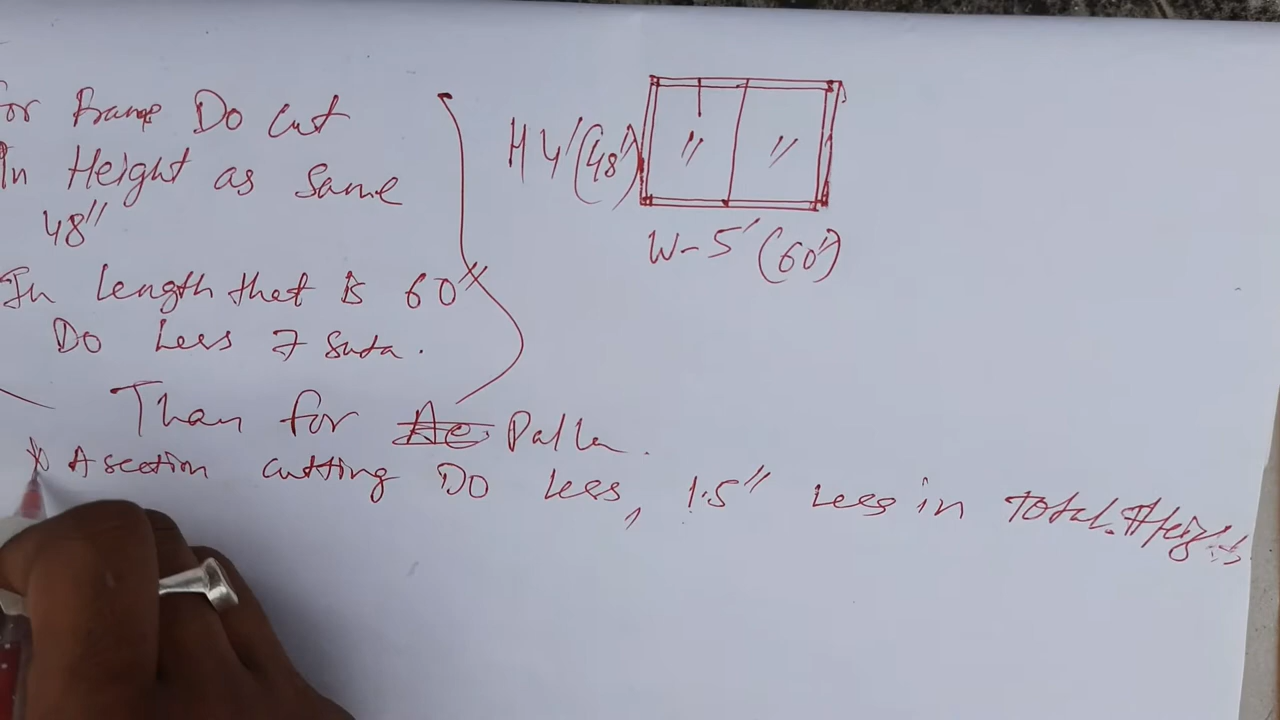 For Frame Do cut
In Height as same
48"
In length that is 60"
Do Less 7 Suta.
Than for Palla.
* A section cutting Do Less, 1.5" Less in Total Height
H 4' (48")
W- 5' (60")